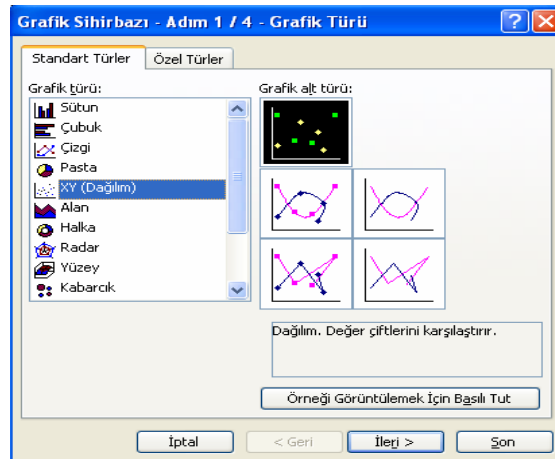 Grafik Sihirbazı - Adım 1 / 4 - Grafik Türü
Standart Türler
Özel Türler
Grafik türü:
Sütun
Çubuk
Çizgi
Pasta
XY (Dağılım)
Alan
Halka
Radar
Yüzey
Kabarcık
Grafik alt türü:
Dağılım. Değer çiftlerini karşılaştırır.
Örneği Görüntülemek İçin Basılı Tut
İptal
< Geri
İleri >
Son